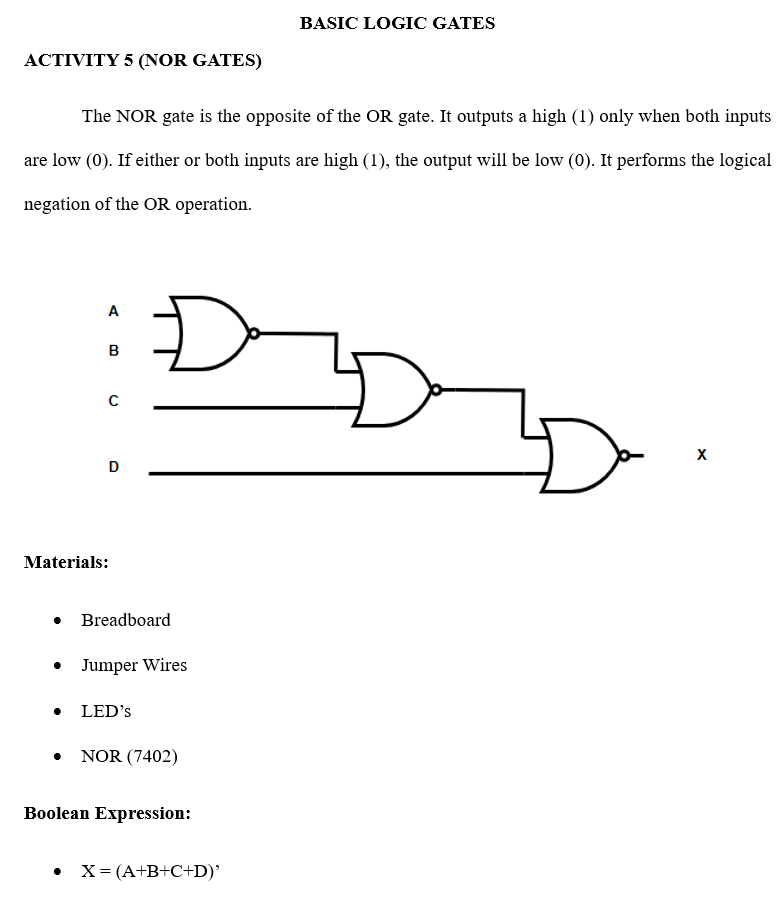 BASIC LOGIC GATES
ACTIVITY 5 (NOR GATES)
The NOR gate is the opposite of the OR gate. It outputs a high (1) only when both inputs
are low (0). If either or both inputs are high (1), the output will be low (0). It performs the logical
negation of the OR operation.
A
B
C
D
X
Materials:
• Breadboard
• Jumper Wires
• LED’s
• NOR (7402)
Boolean Expression:
• X = (A+B+C+D)’